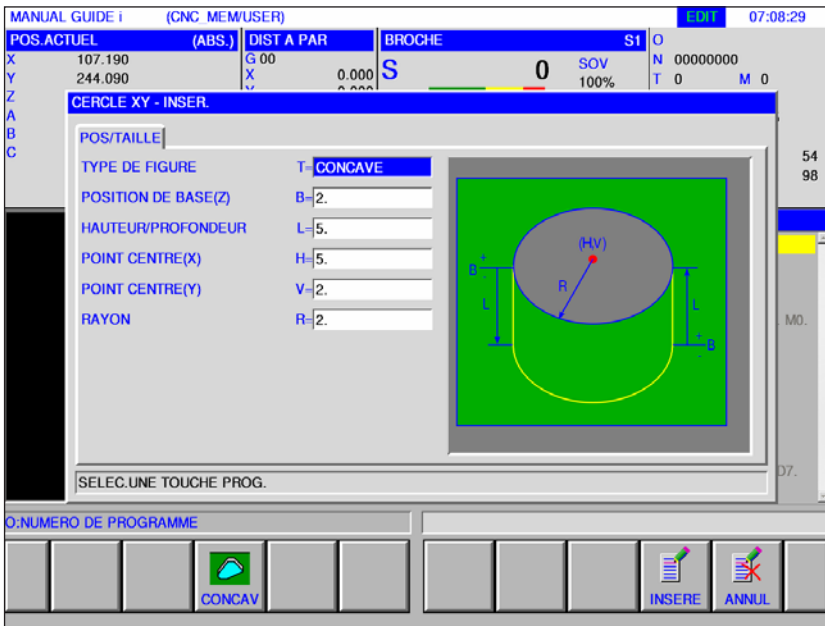 MANUAL GUIDE i (CNC_MEM/USER) EDIT 07:08:29
POS.ACTUEL (ABS.) DIST A PAR BROCHE S1 O
X 107.190 G 00 S 0 SOV N 00000000
Y 244.090 X 0.000 100% T 0 M 0
Z
A
B
C
54
98
CERCLE XY - INSER.
POS/TAILLE
TYPE DE FIGURE T= CONCAVE
POSITION DE BASE(Z) B= 2.
HAUTEUR/PROFONDEUR L= 5.
POINT CENTRE(X) H= 5.
POINT CENTRE(Y) V= 2.
RAYON R= 2.
(H,V)
+
B
-
R
L
L
+
B
-
M0.
D7.
SELEC.UNE TOUCHE PROG.
O:NUMERO DE PROGRAMME
CONCAV INSERE ANNUL